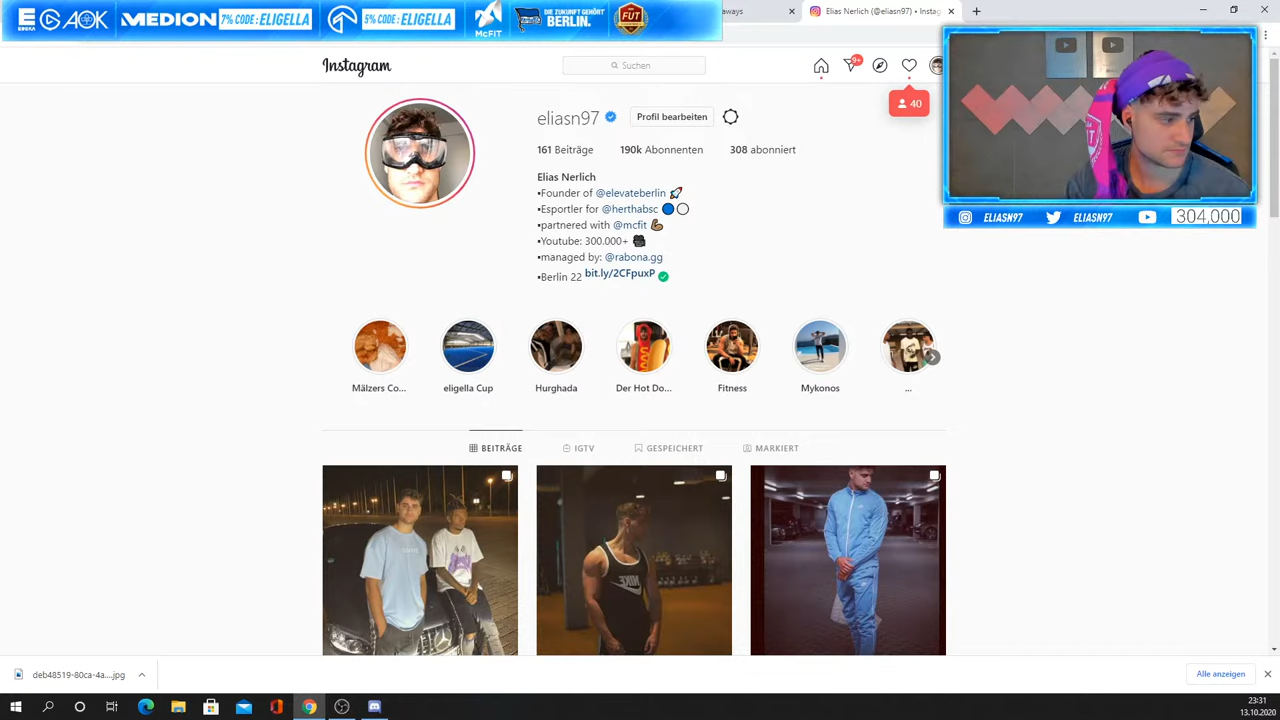 AOK
MEDION 7% CODE: ELIGELLA
5% CODE: ELIGELLA
McFIT
DIE ZUKUNFT GEHÖRT
BERLIN.
FUT
aways
Elias Nerlich (@eliasn97) • Instag
Instagram
Suchen
9+
40
eliasn97
Profil bearbeiten
161 Beiträge
190k Abonnenten
308 abonniert
Elias Nerlich
•Founder of @elevateberlin 🚀
•Esportler for @herthabsc 🔵⚪
•partnered with @mcfit 💪🏽
•Youtube: 300.000+ 🎥
•managed by: @rabona.gg
•Berlin 22 bit.ly/2CFpuxP ✅
Mälzers Co...
eligella Cup
Hurghada
Der Hot Do...
Fitness
Mykonos
...
BEITRÄGE
IGTV
GESPEICHERT
MARKIERT
NIKE
ELIASN97
ELIASN97
304,000
deb48519-80ca-4a....jpg
Alle anzeigen
23:31
13.10.2020